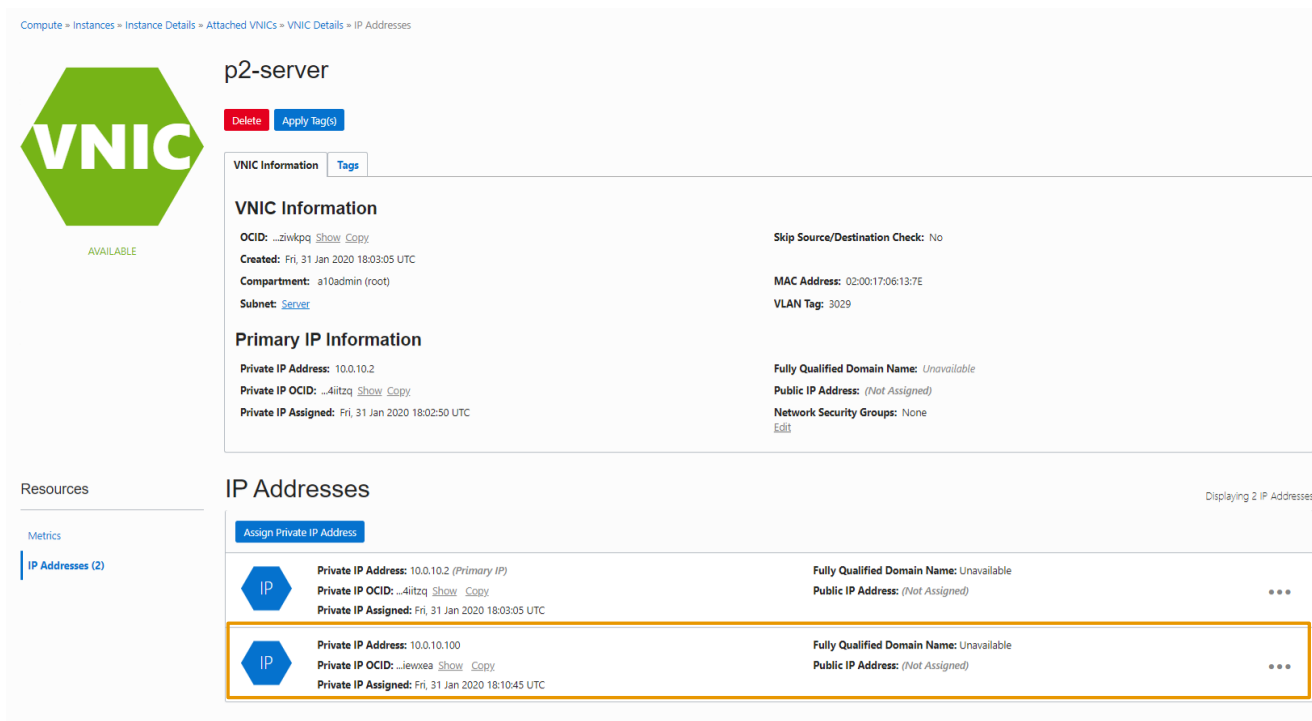 Compute » Instances » Instance Details » Attached VNICs » VNIC Details » IP Addresses
VNIC
AVAILABLE
p2-server
Delete
Apply Tag(s)
VNIC Information
Tags
VNIC Information
OCID: ...ziwkpq Show Copy
Skip Source/Destination Check: No
Created: Fri, 31 Jan 2020 18:03:05 UTC
Compartment: a10admin (root)
MAC Address: 02:00:17:06:13:7E
Subnet: Server
VLAN Tag: 3029
Primary IP Information
Private IP Address: 10.0.10.2
Fully Qualified Domain Name: Unavailable
Private IP OCID: ...4iitzq Show Copy
Public IP Address: (Not Assigned)
Private IP Assigned: Fri, 31 Jan 2020 18:02:50 UTC
Network Security Groups: None
Edit
Resources
Metrics
IP Addresses (2)
IP Addresses
Displaying 2 IP Addresses
Assign Private IP Address
IP
Private IP Address: 10.0.10.2 (Primary IP)
Fully Qualified Domain Name: Unavailable
Private IP OCID: ...4iitzq Show Copy
Public IP Address: (Not Assigned)
Private IP Assigned: Fri, 31 Jan 2020 18:03:05 UTC
IP
Private IP Address: 10.0.10.100
Fully Qualified Domain Name: Unavailable
Private IP OCID: ...iewxea Show Copy
Public IP Address: (Not Assigned)
Private IP Assigned: Fri, 31 Jan 2020 18:10:45 UTC